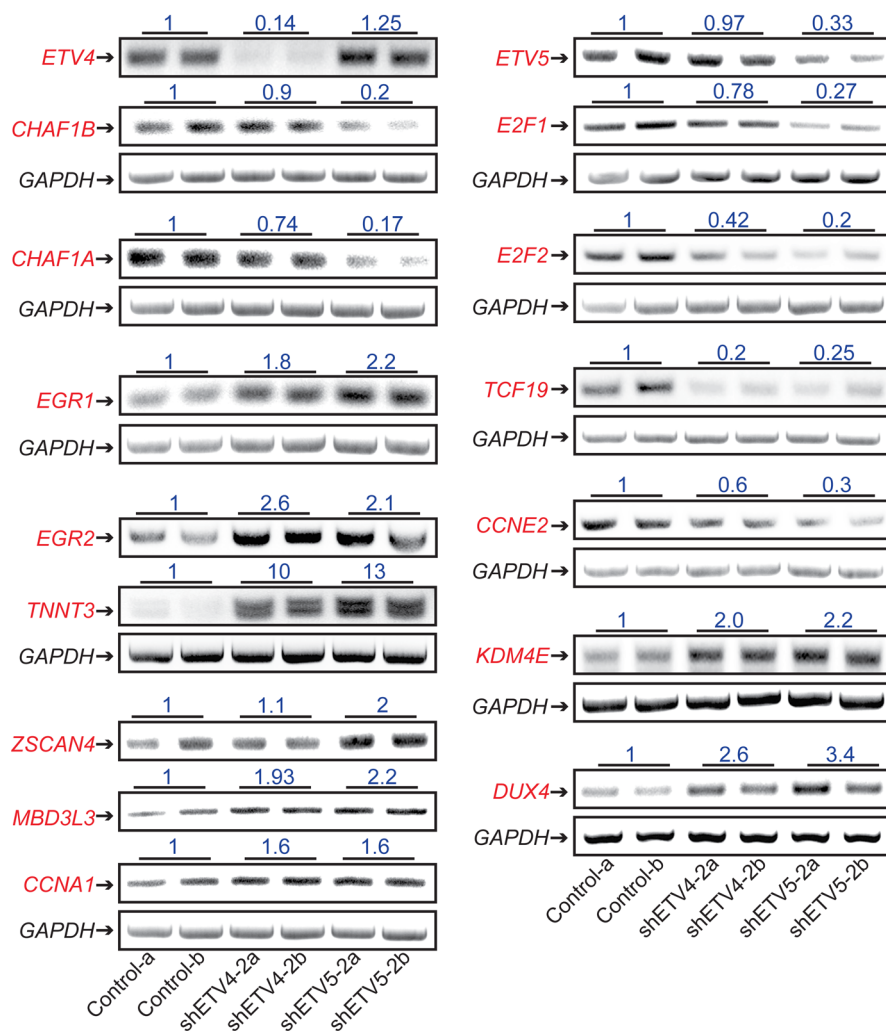 1 0.14 1.25
ETV4→
1 0.9 0.2
CHAF1B→
GAPDH→
1 0.74 0.17
CHAF1A→
GAPDH→
1 1.8 2.2
EGR1→
GAPDH→
1 2.6 2.1
EGR2→
1 10 13
TNNT3→
GAPDH→
1 1.1 2
ZSCAN4→
1 1.93 2.2
MBD3L3→
1 1.6 1.6
CCNA1→
GAPDH→
Control-a Control-b shETV4-2a shETV4-2b shETV5-2a shETV5-2b
1 0.97 0.33
ETV5→
1 0.78 0.27
E2F1→
GAPDH→
1 0.42 0.2
E2F2→
GAPDH→
1 0.2 0.25
TCF19→
GAPDH→
1 0.6 0.3
CCNE2→
GAPDH→
1 2.0 2.2
KDM4E→
GAPDH→
1 2.6 3.4
DUX4→
GAPDH→
Control-a Control-b shETV4-2a shETV4-2b shETV5-2a shETV5-2b